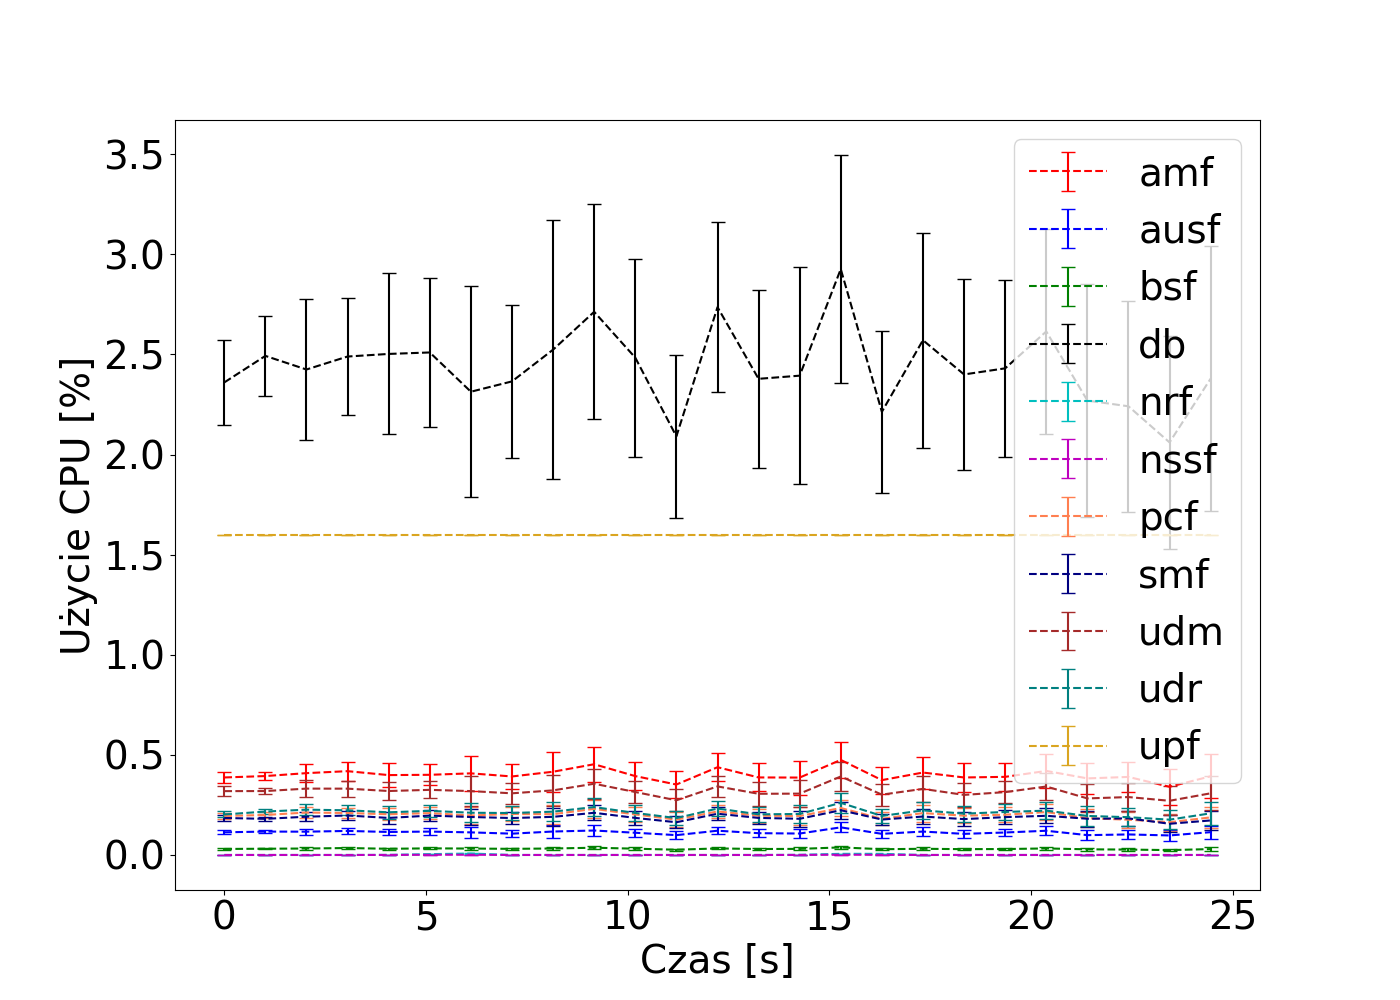 3.5
3.0
2.5
2.0
1.5
1.0
0.5
0.0
Użycie CPU [%]
0 5 10 15 20 25
Czas [s]
amf
ausf
bsf
db
nrf
nssf
pcf
smf
udm
udr
upf